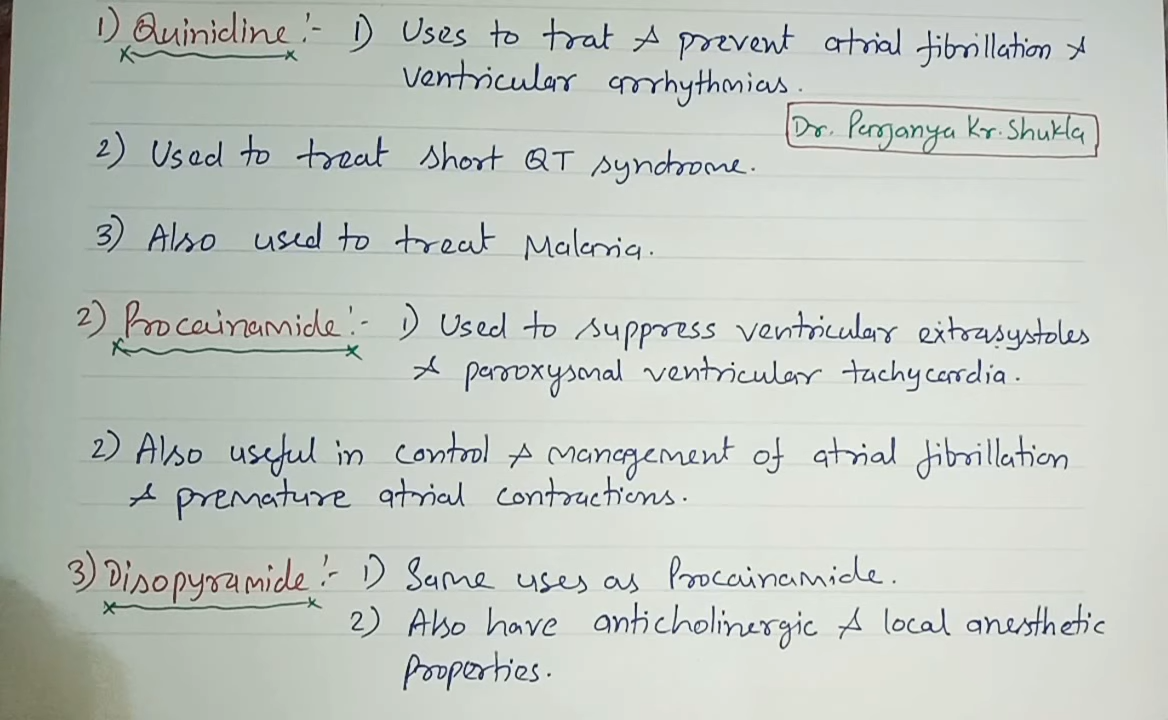 1) Quinidine :- 1) Uses to trat & prevent atrial fibrillation &
ventricular arrhythmias.
Dr. Perjanya Kr. Shukla
2) Used to treat short QT syndrome.
3) Also used to treat Malaria.
2) Procainamide :- 1) Used to suppress ventricular extrasystoles
& paroxysmal ventricular tachycardia.
2) Also useful in control & management of atrial fibrillation
& premature atrial contractions.
3) Disopyramide :- 1) Same uses as Procainamide.
2) Also have anticholinergic & local anesthetic
Properties.